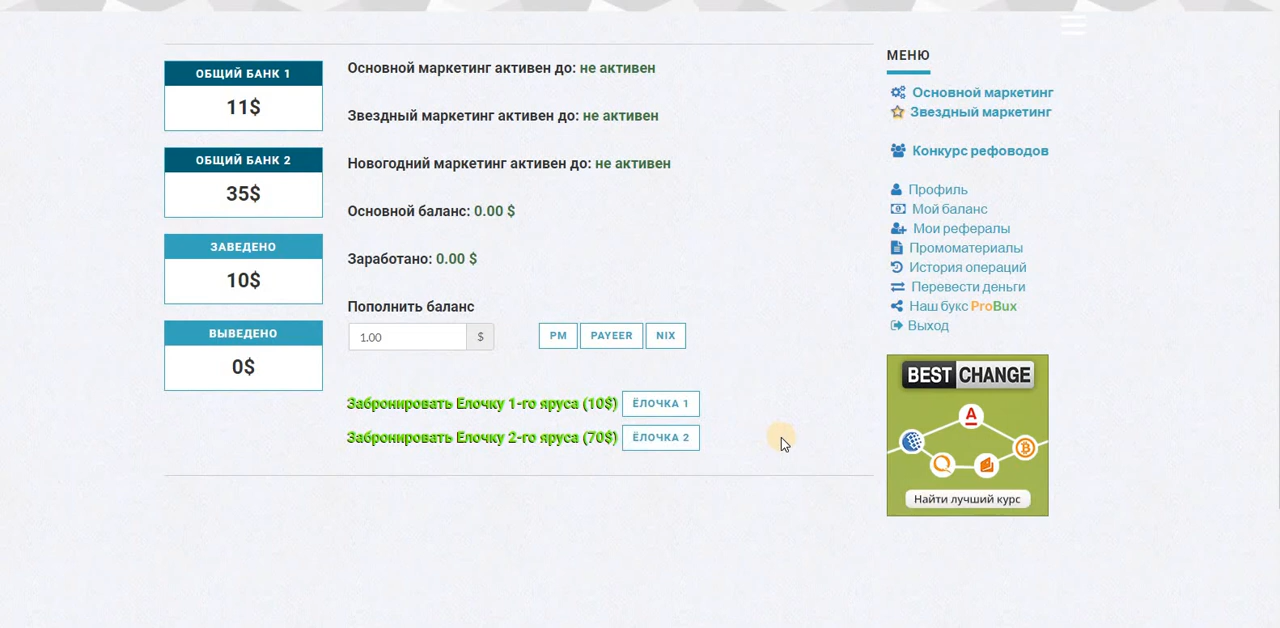 ОБЩИЙ БАНК 1
11$
ОБЩИЙ БАНК 2
35$
ЗАВЕДЕНО
10$
ВЫВЕДЕНО
0$
Основной маркетинг активен до: не активен
Звездный маркетинг активен до: не активен
Новогодний маркетинг активен до: не активен
Основной баланс: 0.00 $
Заработано: 0.00 $
Пополнить баланс
1.00 $ PM PAYEER NIX
Забронировать Елочку 1-го яруса (10$) ЁЛОЧКА 1
Забронировать Елочку 2-го яруса (70$) ЁЛОЧКА 2
МЕНЮ
Основной маркетинг
Звездный маркетинг
Конкурс рефоводов
Профиль
Мой баланс
Мои рефералы
Промоматериалы
История операций
Перевести деньги
Наш букс ProBux
Выход
BEST CHANGE
A
Найти лучший курс